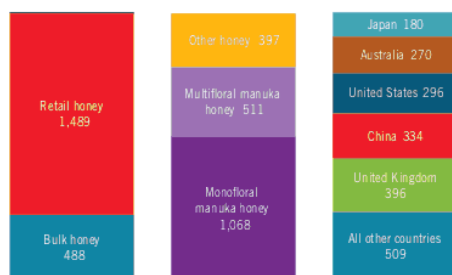 Retail honey
1,489
Bulk honey
488
Other honey 397
Multifloral manuka
honey 511
Monofloral
manuka honey
1,068
Japan 180
Australia 270
United States 296
China 334
United Kingdom
396
All other countries
509